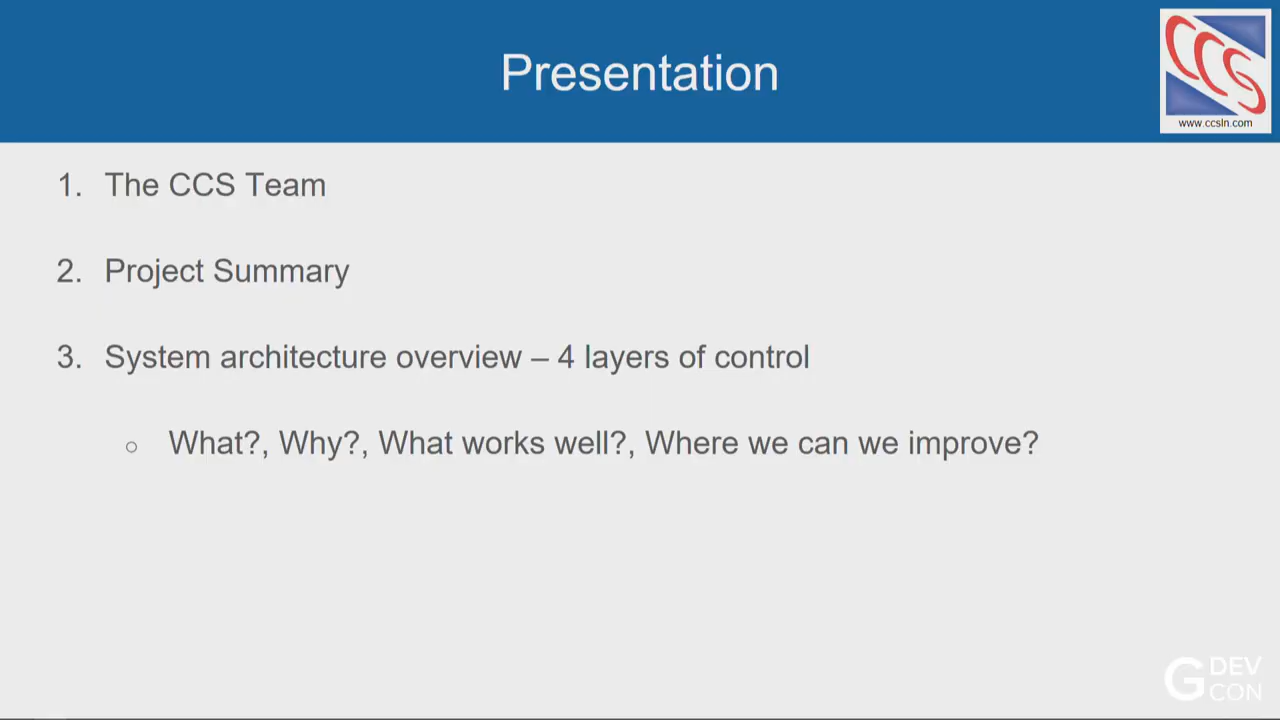 Presentation
CCS
www.ccsln.com
1. The CCS Team
2. Project Summary
3. System architecture overview – 4 layers of control
○ What?, Why?, What works well?, Where we can we improve?
G DEV
CON